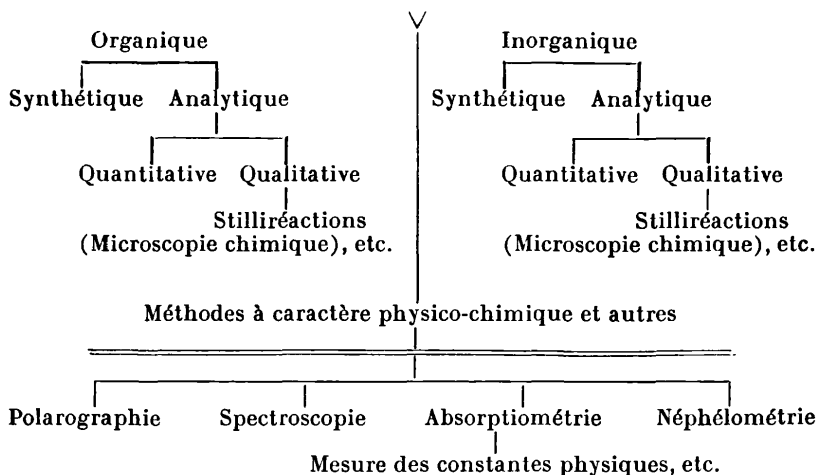 Organique Inorganique
Synthétique Analytique Synthétique Analytique
Quantitative Qualitative Quantitative Qualitative
Stilliréactions Stilliréactions
(Microscopie chimique), etc. (Microscopie chimique), etc.
Méthodes à caractère physico-chimique et autres
Polarographie Spectroscopie Absorptiométrie Néphélométrie
Mesure des constantes physiques, etc.